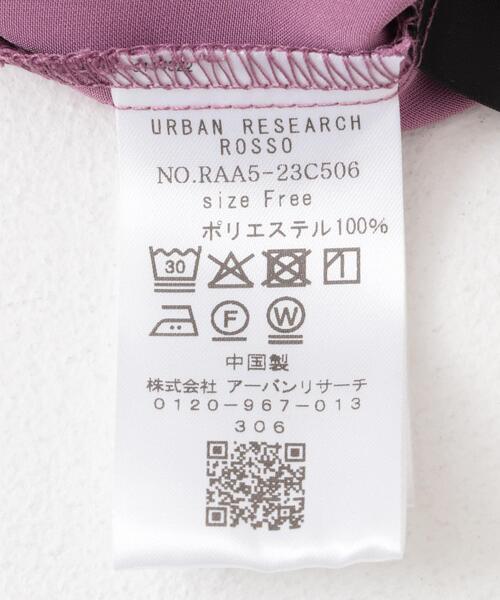 URBAN RESEARCH
ROSSO
NO.RAA5-23C506
size Free
ポリエステル100%
30
F W
中国製
株式会社 アーバンリサーチ
0120-967-013
306